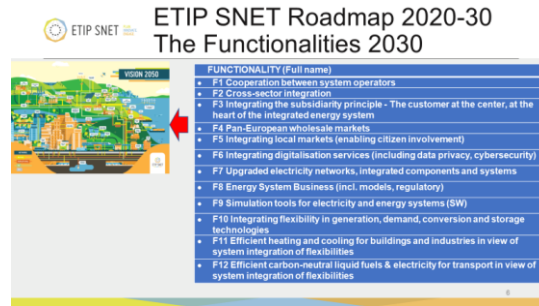 ETIP SNET
ETIP SNET Roadmap 2020-30
The Functionalities 2030
VISION 2050
FUNCTIONALITY (Full name)
• F1 Cooperation between system operators
• F2 Cross-sector integration
• F3 Integrating the subsidiarity principle - The customer at the center, at the
heart of the integrated energy system
• F4 Pan-European wholesale markets
• F5 Integrating local markets (enabling citizen involvement)
• F6 Integrating digitalisation services (including data privacy, cybersecurity)
• F7 Upgraded electricity networks, integrated components and systems
• F8 Energy System Business (incl. models, regulatory)
• F9 Simulation tools for electricity and energy systems (SW)
• F10 Integrating flexibility in generation, demand, conversion and storage
technologies
• F11 Efficient heating and cooling for buildings and industries in view of
system integration of flexibilities
• F12 Efficient carbon-neutral liquid fuels & electricity for transport in view of
system integration of flexibilities